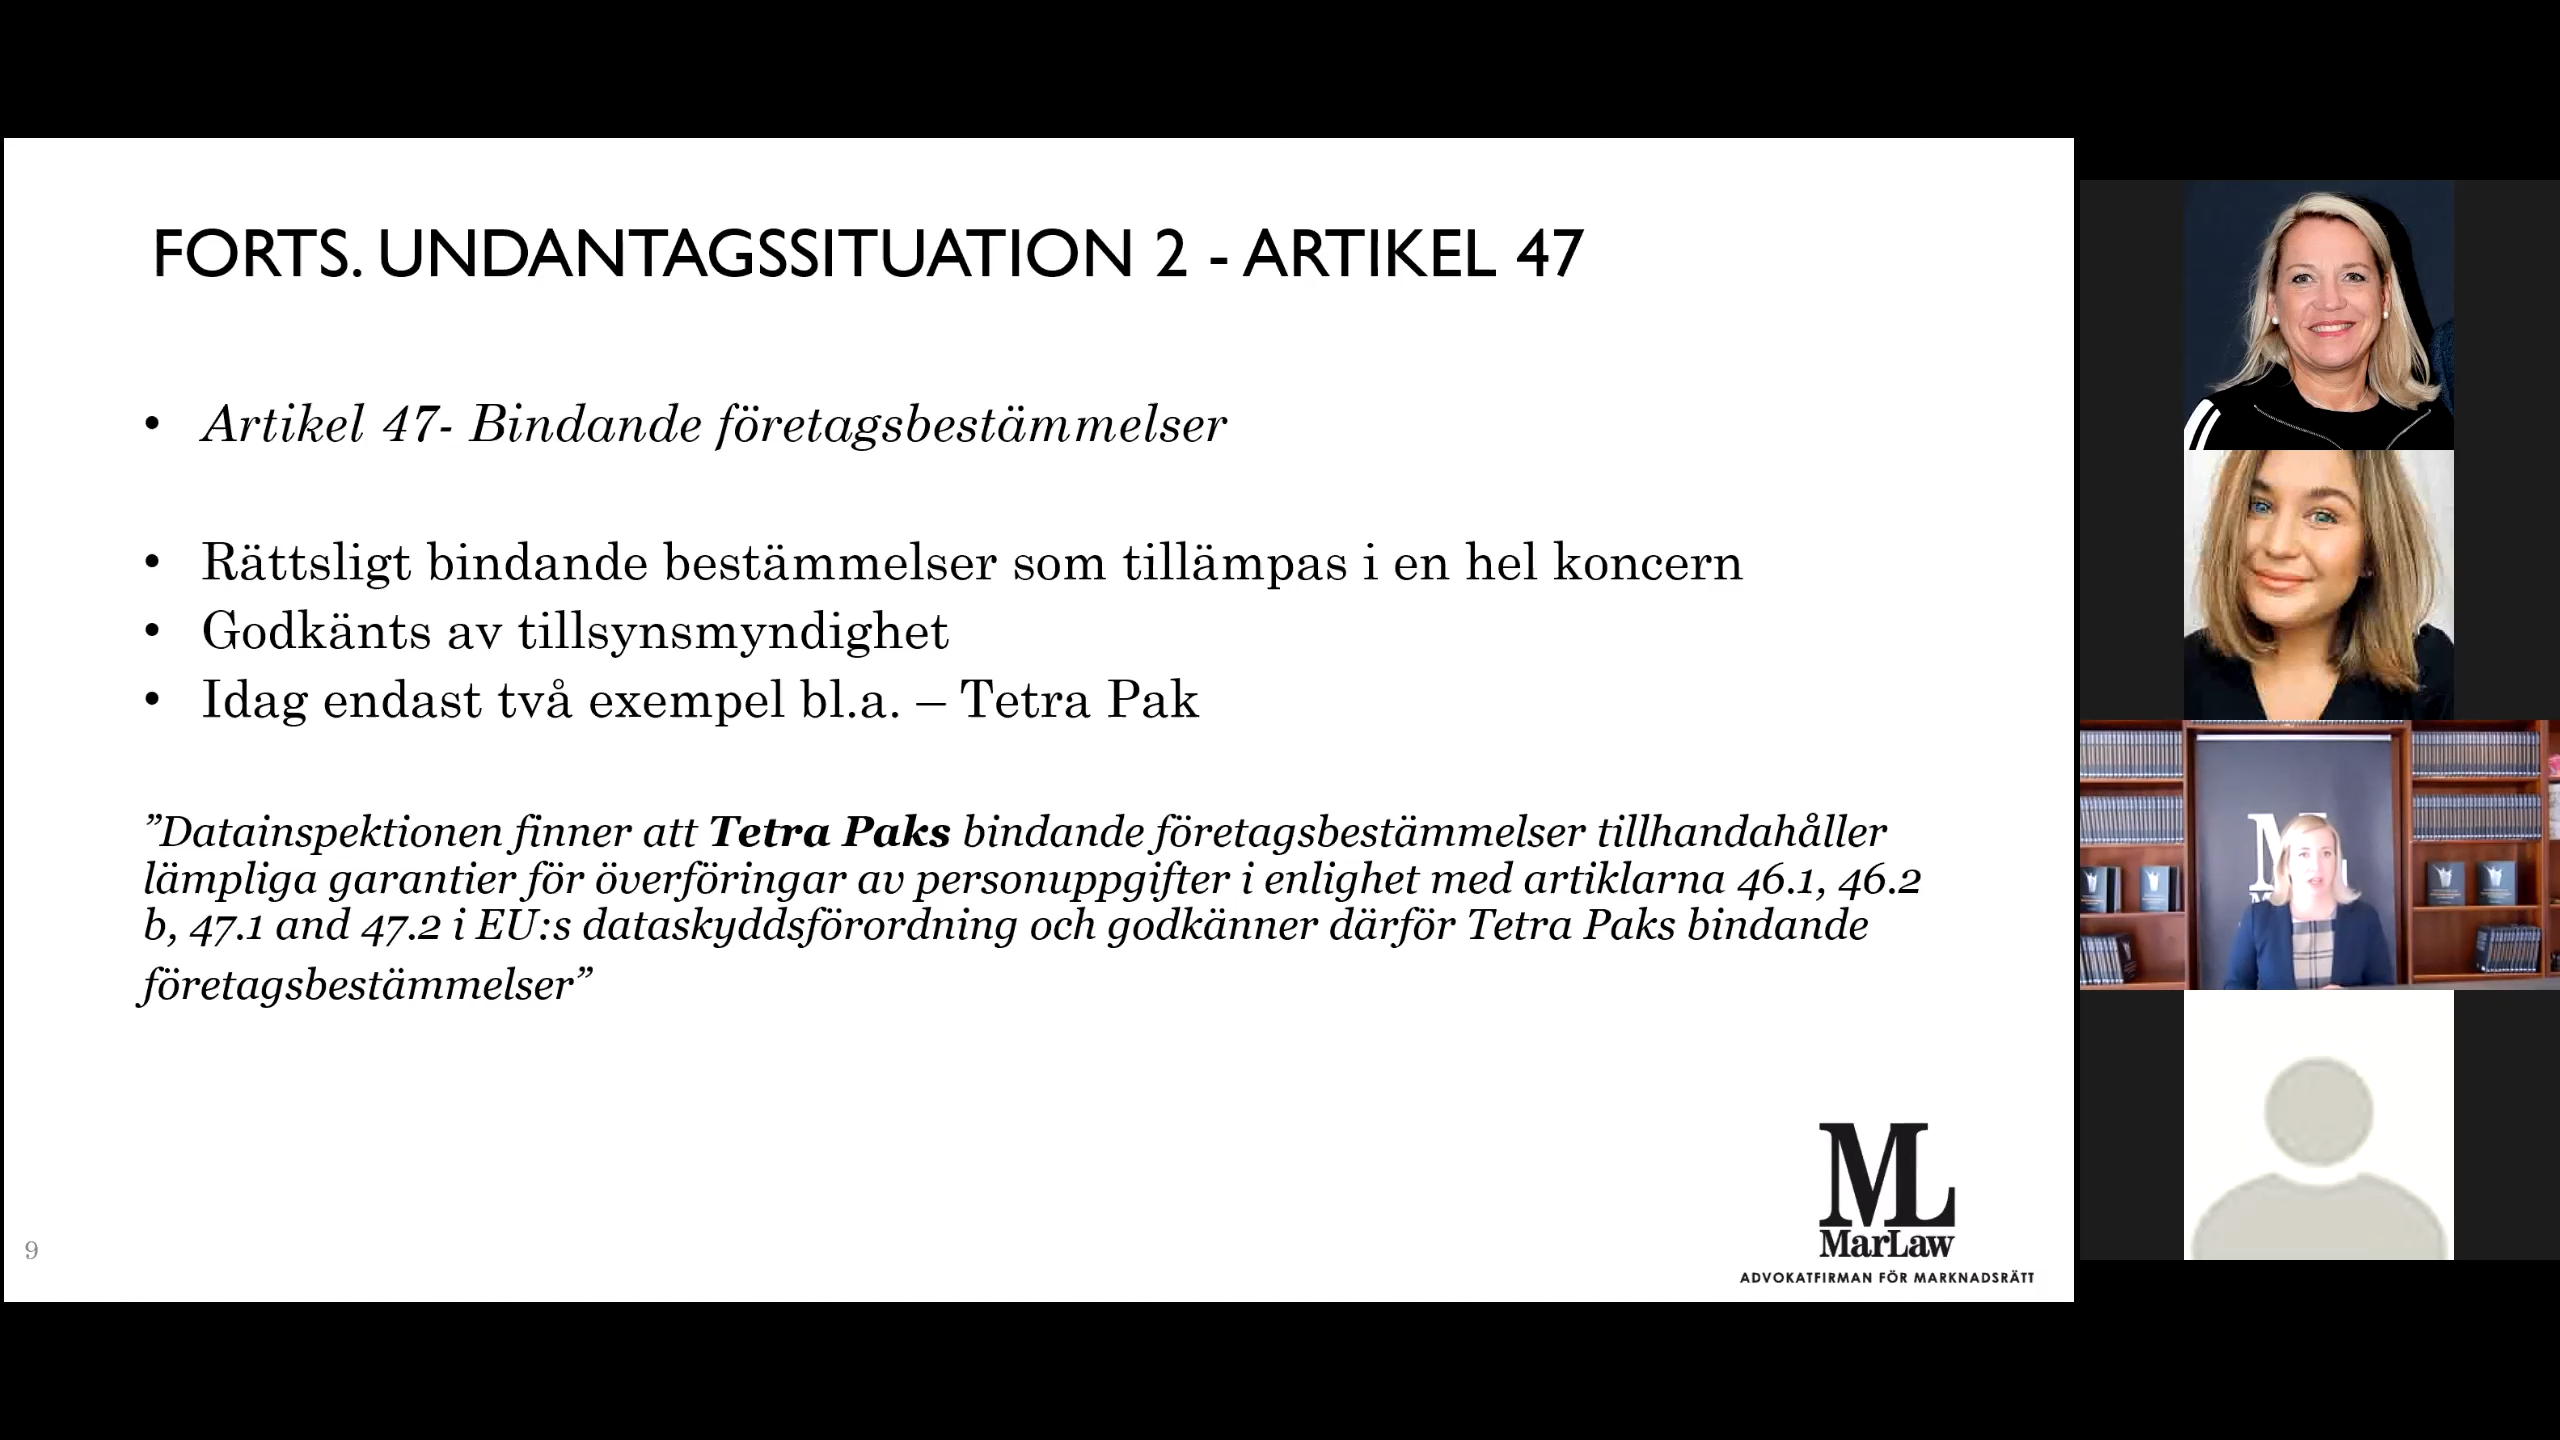 FORTS. UNDANTAGSSITUATION 2 - ARTIKEL 47
• Artikel 47- Bindande företagsbestämmelser
• Rättsligt bindande bestämmelser som tillämpas i en hel koncern
• Godkänts av tillsynsmyndighet
• Idag endast två exempel bl.a. – Tetra Pak
”Datainspektionen finner att Tetra Paks bindande företagsbestämmelser tillhandahåller
lämpliga garantier för överföringar av personuppgifter i enlighet med artiklarna 46.1, 46.2
b, 47.1 and 47.2 i EU:s dataskyddsförordning och godkänner därför Tetra Paks bindande
företagsbestämmelser”
ML
MarLaw
ADVOKATFIRMAN FÖR MARKNADSRÄTT
9